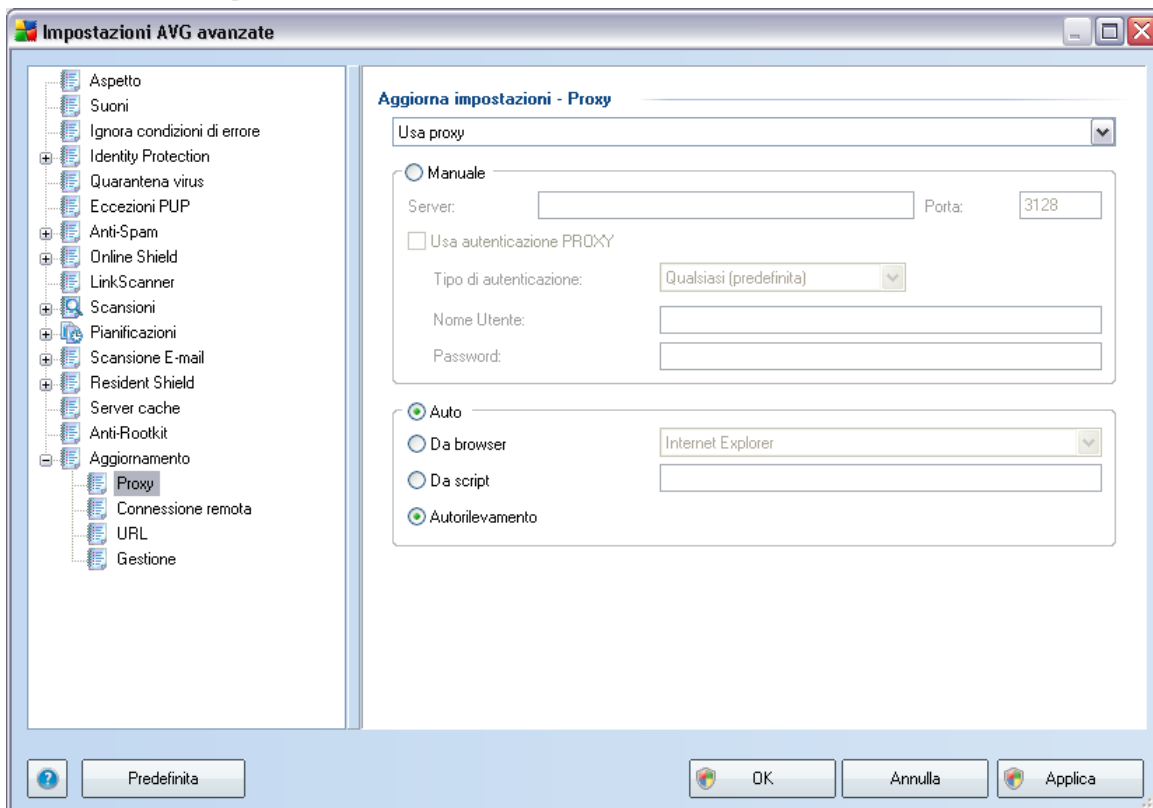 Impostazioni AVG avanzate
Aspetto
Suoni
Ignora condizioni di errore
Identity Protection
Quarantena virus
Eccezioni PUP
Anti-Spam
Online Shield
LinkScanner
Scansioni
Pianificazioni
Scansione E-mail
Resident Shield
Server cache
Anti-Rootkit
Aggiornamento
Proxy
Connessione remota
URL
Gestione
Aggiorna impostazioni - Proxy
Usa proxy
Manuale
Server: Porta: 3128
Usa autenticazione PROXY
Tipo di autenticazione: Qualsiasi (predefinita)
Nome Utente:
Password:
Auto
Da browser Internet Explorer
Da script
Autorilevamento
Predefinita OK Annulla Applica